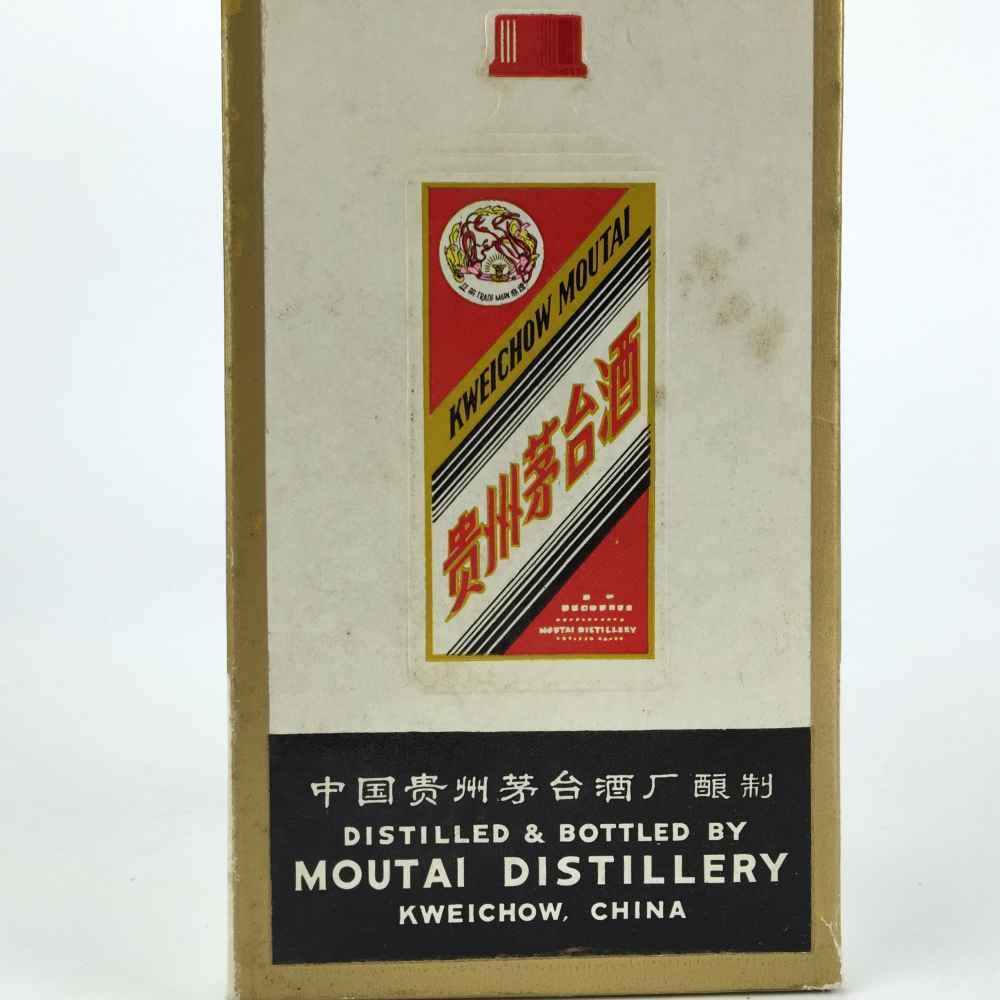 KWEICHOW MOUTAI
贵州茅台酒
MOUTAI DISTILLERY
中国贵州茅台酒厂酿制
DISTILLED & BOTTLED BY
MOUTAI DISTILLERY
KWEICHOW, CHINA